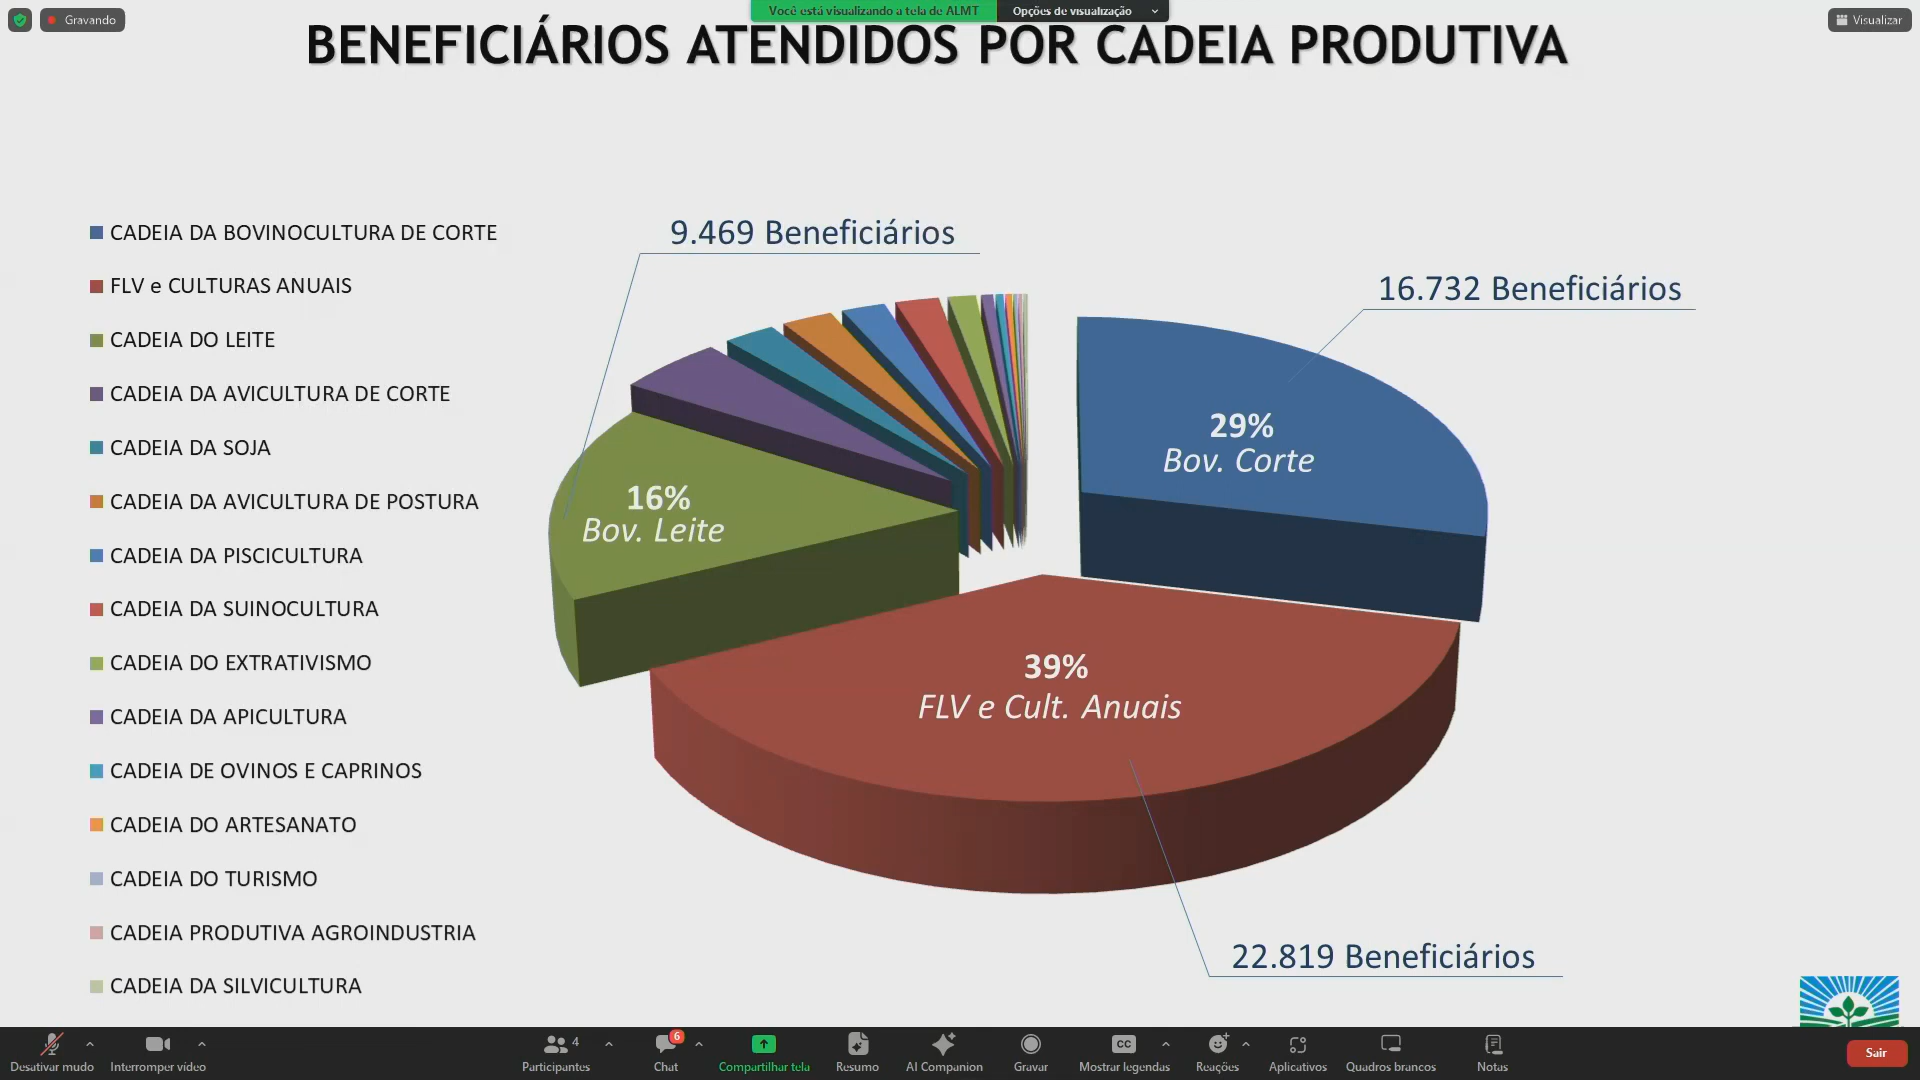 Gravando
Você está visualizando a tela de ALMT
Opções de visualização
Visualizar
BENEFICIÁRIOS ATENDIDOS POR CADEIA PRODUTIVA
CADEIA DA BOVINOCULTURA DE CORTE
FLV e CULTURAS ANUAIS
CADEIA DO LEITE
CADEIA DA AVICULTURA DE CORTE
CADEIA DA SOJA
CADEIA DA AVICULTURA DE POSTURA
CADEIA DA PISCICULTURA
CADEIA DA SUINOCULTURA
CADEIA DO EXTRATIVISMO
CADEIA DA APICULTURA
CADEIA DE OVINOS E CAPRINOS
CADEIA DO ARTESANATO
CADEIA DO TURISMO
CADEIA PRODUTIVA AGROINDUSTRIA
CADEIA DA SILVICULTURA
9.469 Beneficiários
16.732 Beneficiários
29%
Bov. Corte
16%
Bov. Leite
39%
FLV e Cult. Anuais
22.819 Beneficiários
Desativar mudo
Interromper vídeo
4
Participantes
6
Chat
Compartilhar tela
Resumo
AI Companion
Gravar
CC
Mostrar legendas
Reações
Aplicativos
Quadros brancos
Notas
Sair